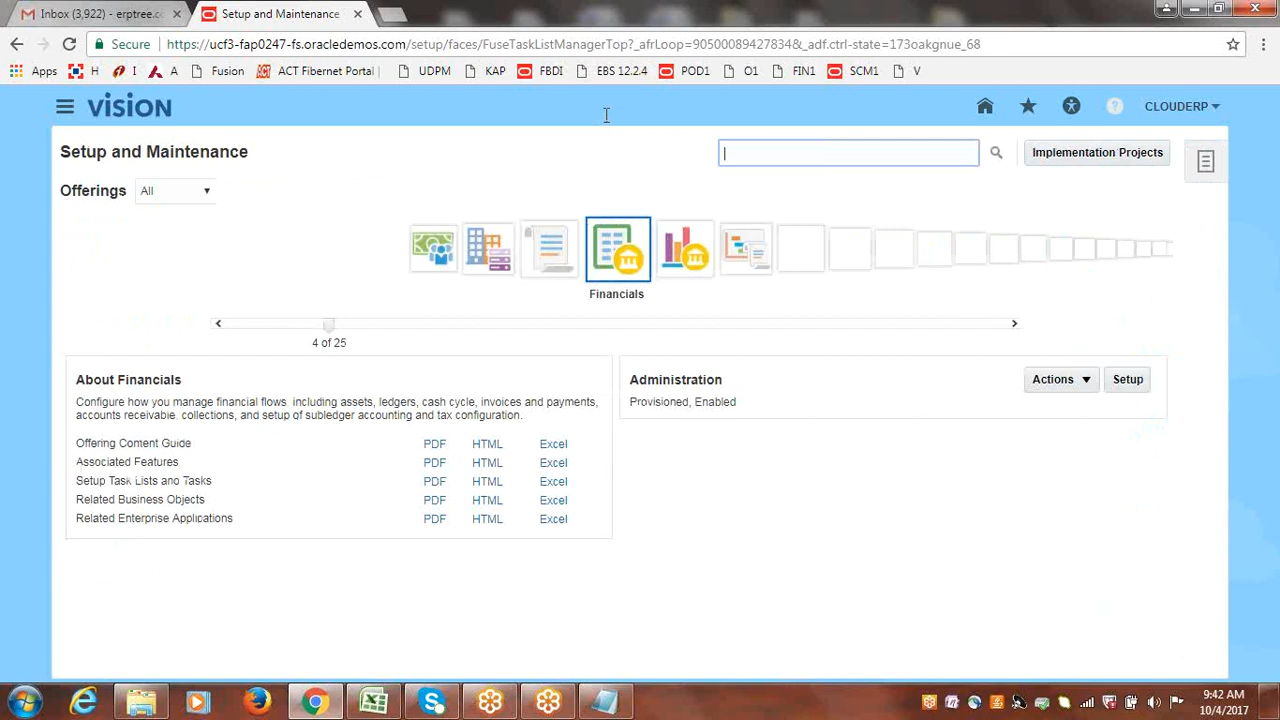 Inbox (3,922) - erptree.co
Setup and Maintenance
Secure https://ucf3-fap0247-fs.oracledemos.com/setup/faces/FuseTaskListManagerTop?_afrLoop=9050008942783​4&_adf.ctrl-state=173oakgnue_68
Apps H I A Fusion ACT Fibernet Portal UDPM KAP FBDI EBS 12.2.4 POD1 O1 FIN1 SCM1 V
VISION
CLOUDERP
Setup and Maintenance
Implementation Projects
Offerings All
Financials
4 of 25
About Financials
Configure how you manage financial flows, including assets, ledgers, cash cycle, invoices and payments,
accounts receivable, collections, and setup of subledger accounting and tax configuration.
Offering Content Guide PDF HTML Excel
Associated Features PDF HTML Excel
Setup Task Lists and Tasks PDF HTML Excel
Related Business Objects PDF HTML Excel
Related Enterprise Applications PDF HTML Excel
Administration Actions Setup
Provisioned, Enabled
9:42 AM
10/4/2017